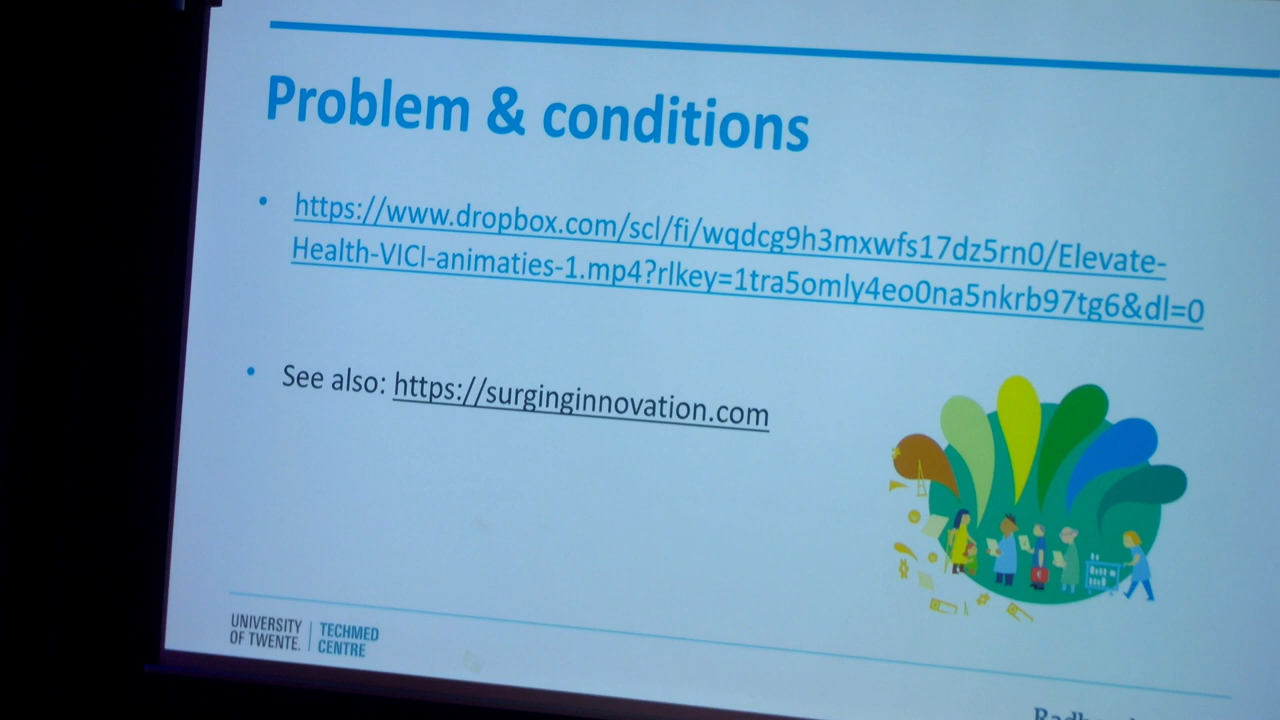 Problem & conditions
• https://www.dropbox.com/scl/fi/wqdcg9h3mxwfs17dz5rn0/Elevate-
Health-VICI-animaties-1.mp4?rlkey=1tra5omly4eo0na5nkrb97tg6&dl=0
• See also: https://surginginnovation.com
UNIVERSITY
OF TWENTE.
TECHMED
CENTRE